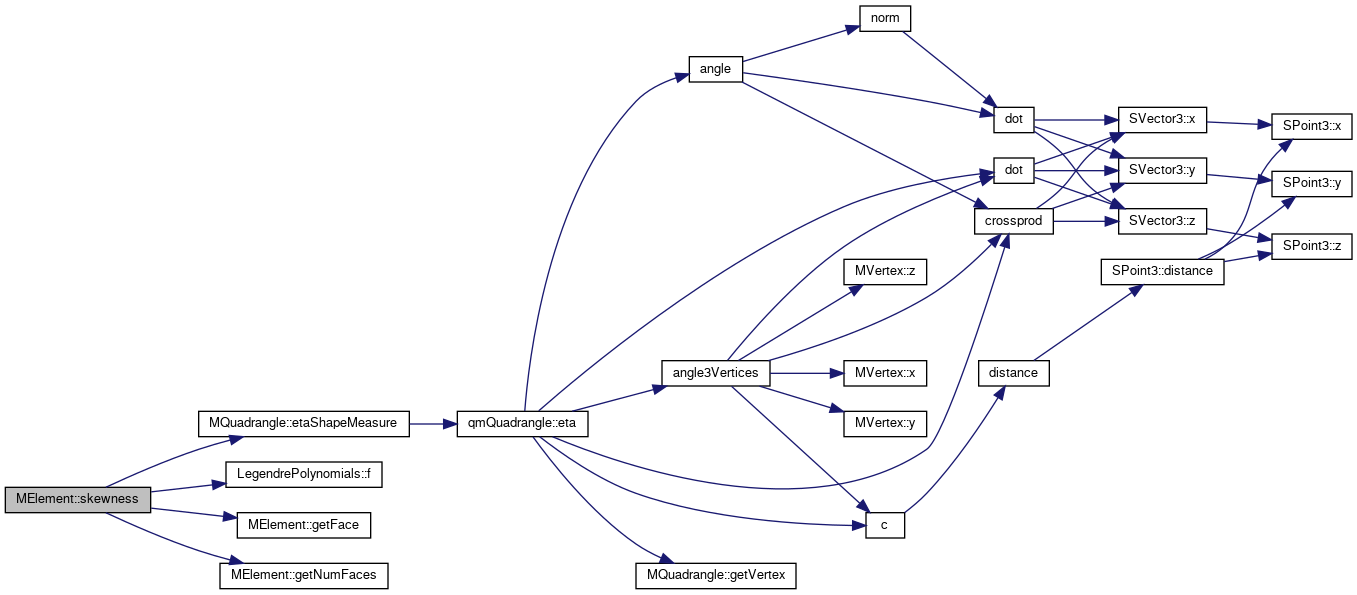 norm
angle
dot
SVector3::x
SPoint3::x
dot
SVector3::y
SPoint3::y
crossprod
SVector3::z
SPoint3::z
MVertex::z
SPoint3::distance
angle3Vertices
MVertex::x
distance
MQuadrangle::etaShapeMeasure
qmQuadrangle::eta
MVertex::y
LegendrePolynomials::f
MElement::skewness
MElement::getFace
c
MElement::getNumFaces
MQuadrangle::getVertex